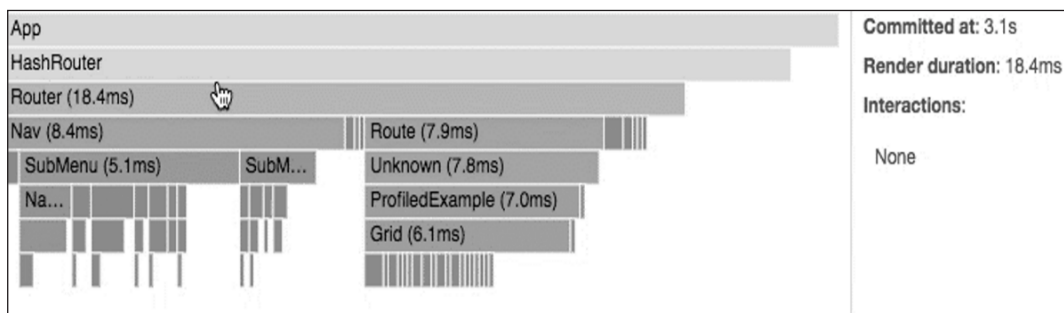 App
HashRouter
Router (18.4ms)
Nav (8.4ms) Route (7.9ms)
SubMenu (5.1ms) SubM... Unknown (7.8ms)
Na... ProfiledExample (7.0ms)
Grid (6.1ms)
Committed at: 3.1s
Render duration: 18.4ms
Interactions:
None